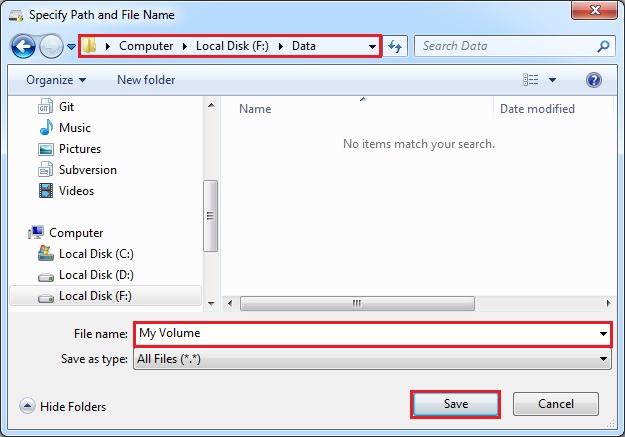 Specify Path and File Name
Computer Local Disk (F:) Data
Search Data
Organize New folder
Name Date modified
No items match your search.
Git
Music
Pictures
Subversion
Videos
Computer
Local Disk (C:)
Local Disk (D:)
Local Disk (F:)
File name: My Volume
Save as type: All Files (*.*)
Hide Folders Save Cancel